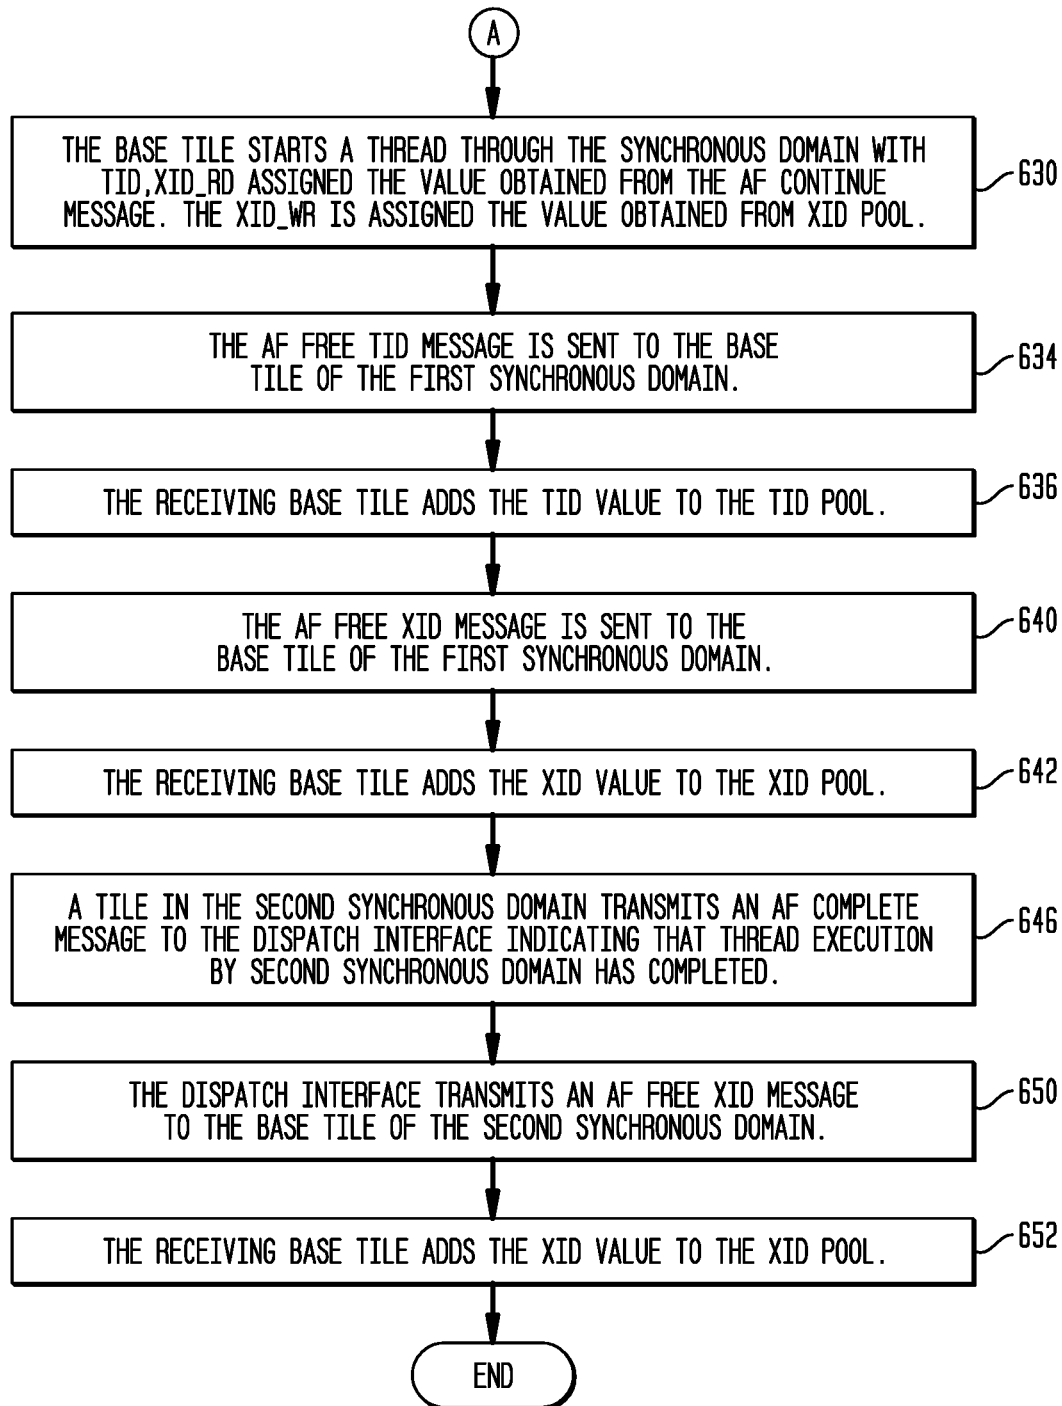 A
THE BASE TILE STARTS A THREAD THROUGH THE SYNCHRONOUS DOMAIN WITH
TID,XID_RD ASSIGNED THE VALUE OBTAINED FROM THE AF CONTINUE
MESSAGE. THE XID_WR IS ASSIGNED THE VALUE OBTAINED FROM XID POOL.
630
THE AF FREE TID MESSAGE IS SENT TO THE BASE
TILE OF THE FIRST SYNCHRONOUS DOMAIN.
634
THE RECEIVING BASE TILE ADDS THE TID VALUE TO THE TID POOL.
636
THE AF FREE XID MESSAGE IS SENT TO THE
BASE TILE OF THE FIRST SYNCHRONOUS DOMAIN.
640
THE RECEIVING BASE TILE ADDS THE XID VALUE TO THE XID POOL.
642
A TILE IN THE SECOND SYNCHRONOUS DOMAIN TRANSMITS AN AF COMPLETE
MESSAGE TO THE DISPATCH INTERFACE INDICATING THAT THREAD EXECUTION
BY SECOND SYNCHRONOUS DOMAIN HAS COMPLETED.
646
THE DISPATCH INTERFACE TRANSMITS AN AF FREE XID MESSAGE
TO THE BASE TILE OF THE SECOND SYNCHRONOUS DOMAIN.
650
THE RECEIVING BASE TILE ADDS THE XID VALUE TO THE XID POOL.
652
END